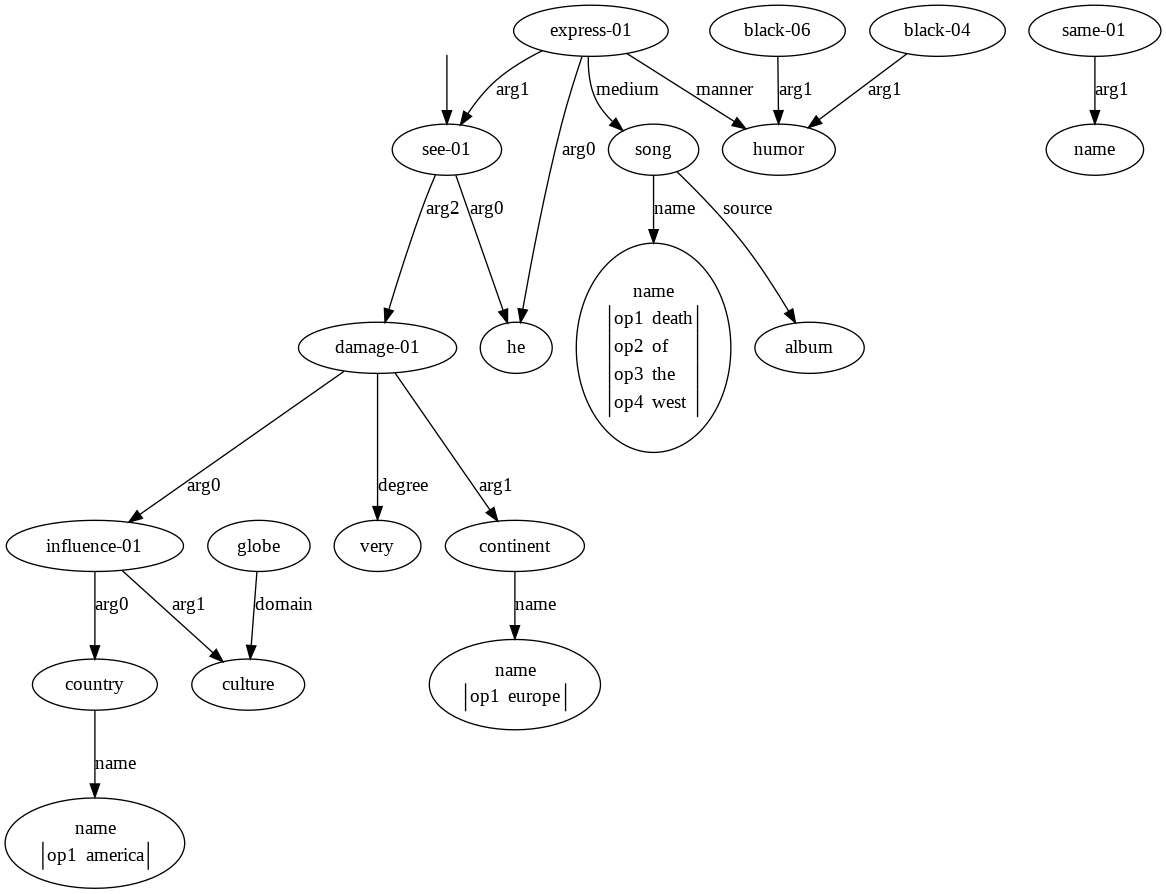 express-01
black-06
black-04
same-01
arg1
medium
manner
arg1
arg1
arg1
see-01
arg0
song
humor
name
arg2
arg0
name
source
name
op1 death
op2 of
op3 the
op4 west
damage-01
he
album
arg0
degree
arg1
influence-01
globe
very
continent
arg0
arg1
domain
name
country
culture
name
op1 europe
name
name
op1 america